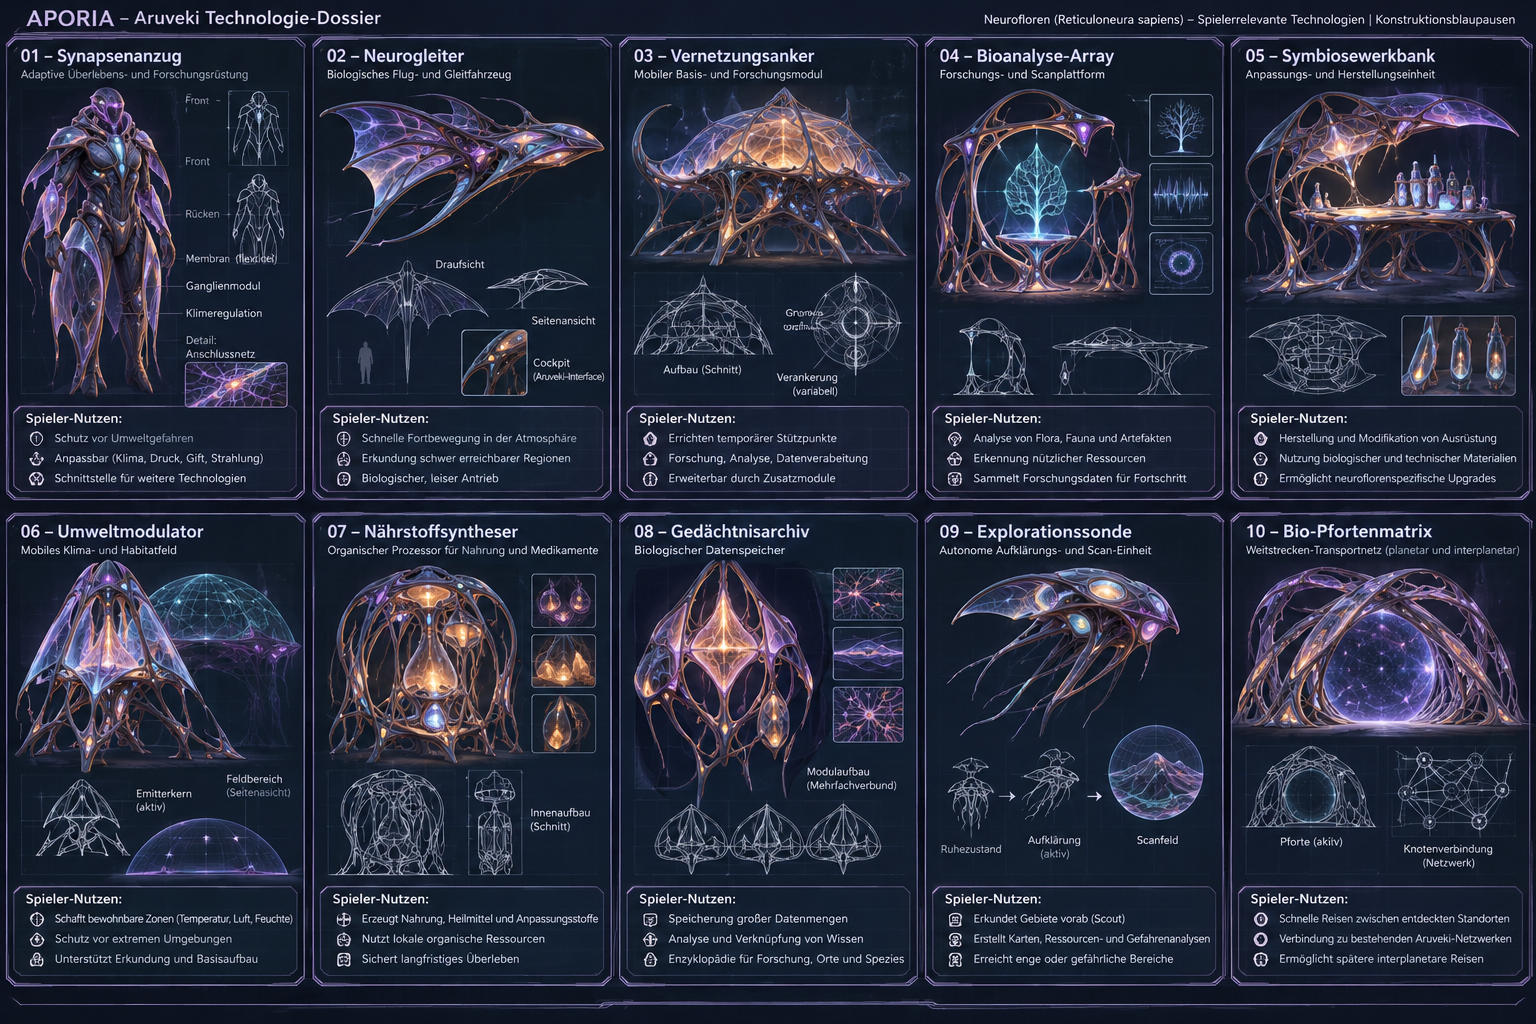 APORIA – Aruveki Technologie-Dossier
Neurofloren (Reticuloneura sapiens) – Spielerrelevante Technologien | Konstruktionsblaupausen
01 – Synapsenanzug
Adaptive Überlebens- und Forschungsrüstung
Front
Front
Rücken
Membran
Ganglienmodul
Klimeregulation
Detail:
Anschlussnetz
Spieler-Nutzen:
Schutz vor Umweltgefahren
Anpassbar (Klima, Druck, Gift, Strahlung)
Schnittstelle für weitere Technologien
02 – Neurogleiter
Biologisches Flug- und Gleitfahrzeug
Draufsicht
Seitenansicht
Cockpit
(Aruveki-Interface)
Spieler-Nutzen:
Schnelle Fortbewegung in der Atmosphäre
Erkundung schwer erreichbarer Regionen
Biologischer, leiser Antrieb
03 – Vernetzungsanker
Mobiler Basis- und Forschungsmodul
Aufbau (Schnitt)
Verankerung
(variabell)
Spieler-Nutzen:
Errichten temporärer Stützpunkte
Forschung, Analyse, Datenverabeitung
Erweiterbar durch Zusatzmodule
04 – Bioanalyse-Array
Forschungs- und Scanplattform
Spieler-Nutzen:
Analyse von Flora, Fauna und Artefakten
Erkennung nützlicher Ressourcen
Sammelt Forschungsdaten für Fortschritt
05 – Symbiosewerkbank
Anpassungs- und Herstellungseinheit
Spieler-Nutzen:
Herstellung und Modifikation von Ausrüstung
Nutzung biologischer und technischer Materialien
Ermöglicht neuroflorenspezifische Upgrades
06 – Umweltmodulator
Mobiles Klima- und Habitatfeld
Feldbereich
(Seitenasicht)
Emitterkern
(aktiv)
Spieler-Nutzen:
Schafft bewohnbare Zonen (Temperatur, Luft, Feuchte)
Schutz vor extremen Umgebungen
Unterstützt Erkundung und Basisaufbau
07 – Nährstoffsyntheser
Organischer Prozessor für Nahrung und Medikamente
Innenaufbau
(Schnitt)
Spieler-Nutzen:
Erzeugt Nahrung, Heilmittel und Anpassungsstoffe
Nutzt lokale organische Ressourcen
Sichert langfristiges Überleben
08 – Gedächtnisarchiv
Biologischer Datenspeicher
Modulaufbau
(Mehrfachverbund)
Spieler-Nutzen:
Speicherung großer Datenmengen
Analyse und Verknüpfung von Wissen
Enzyklopädie für Forschung, Orte und Spezies
09 – Explorationssonde
Autonome Aufklärungs- und Scan-Einheit
Ruhezustand
Aufklärung
(aktiv)
Scanfeld
Spieler-Nutzen:
Erkundet Gebiete vorab (Scout)
Erstellt Karten, Ressourcen- und Gefahrenanalysen
Erreicht enge oder gefährliche Bereiche
10 – Bio-Pfortenmatrix
Weitstrecken-Transportnetz (planetar und interplanetar)
Pforte (akiiv)
Knotenverbindung
(Netzwerk)
Spieler-Nutzen:
Schnelle Reisen zwischen entdeckten Standorten
Verbindung zu bestehenden Aruveki-Netzwerken
Ermöglicht spätere interplanetare Reisen